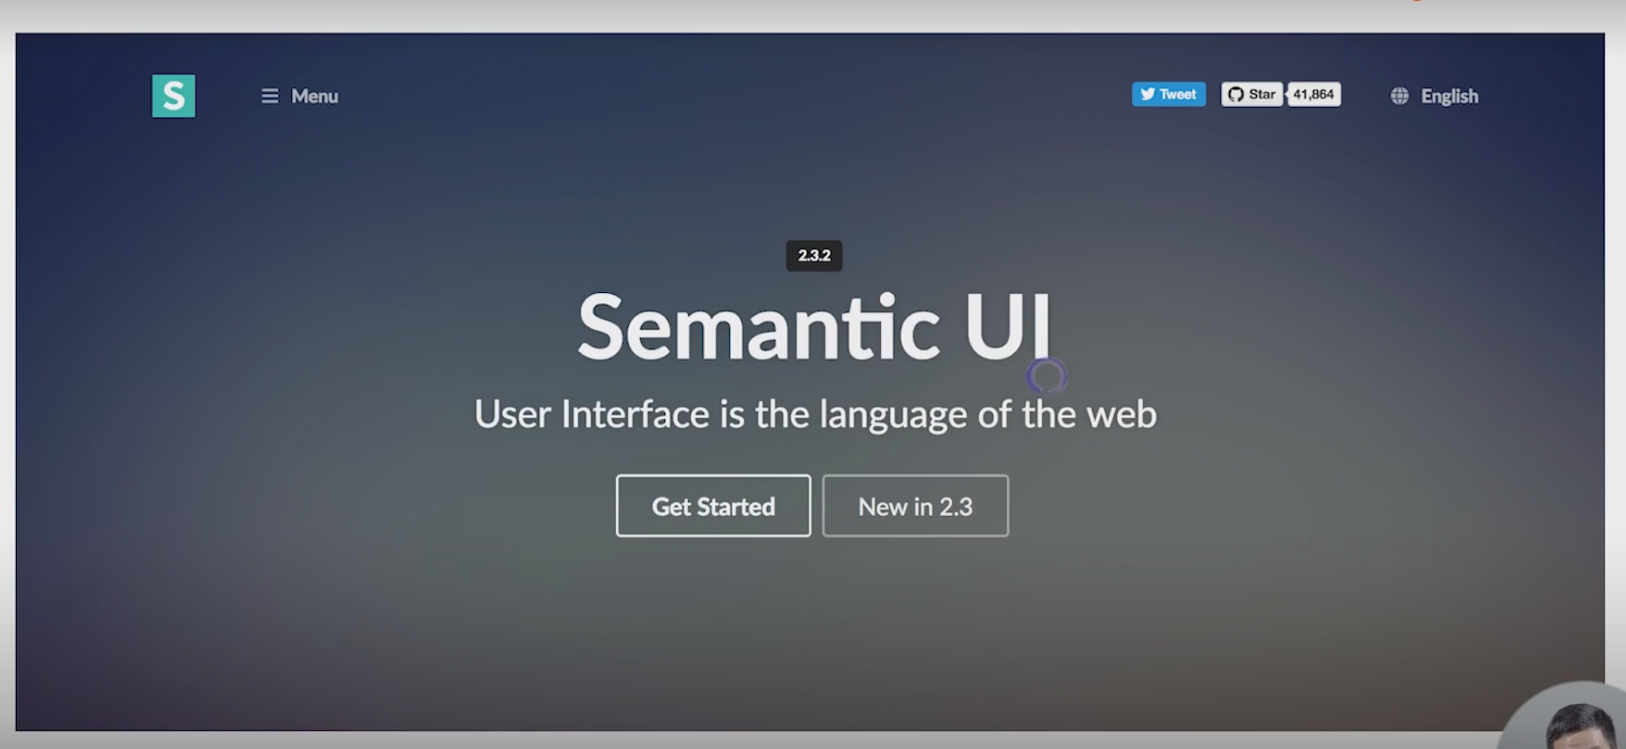 S
Menu
Tweet
Star
41,864
English
2.3.2
Semantic UI
User Interface is the language of the web
Get Started
New in 2.3